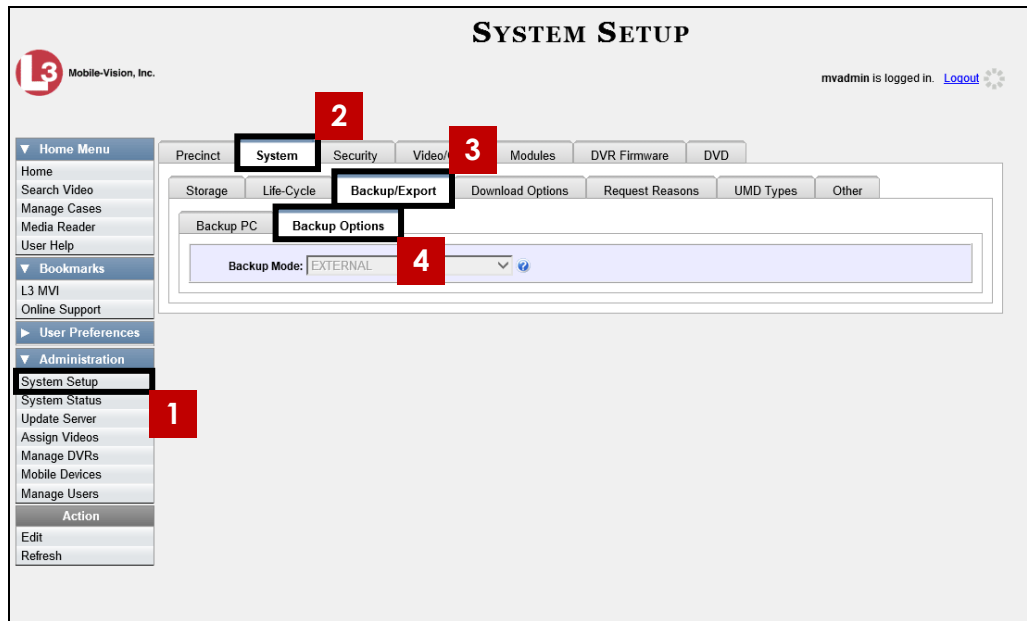 SYSTEM SETUP
L3 Mobile-Vision, Inc.
mvadmin is logged in. Logout
2
3
▼ Home Menu
Home
Search Video
Manage Cases
Media Reader
User Help
▼ Bookmarks
L3 MVI
Online Support
▶ User Preferences
▼ Administration
System Setup
System Status
Update Server
Assign Videos
Manage DVRs
Mobile Devices
Manage Users
Action
Edit
Refresh
1
Precinct System Security Video/ Modules DVR Firmware DVD
Storage Life-Cycle Backup/Export Download Options Request Reasons UMD Types Other
Backup PC Backup Options
4
Backup Mode: EXTERNAL ?